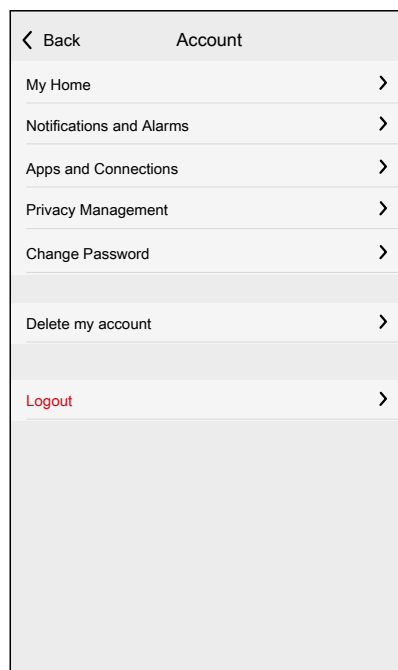 Back Account
My Home
Notifications and Alarms
Apps and Connections
Privacy Management
Change Password
Delete my account
Logout